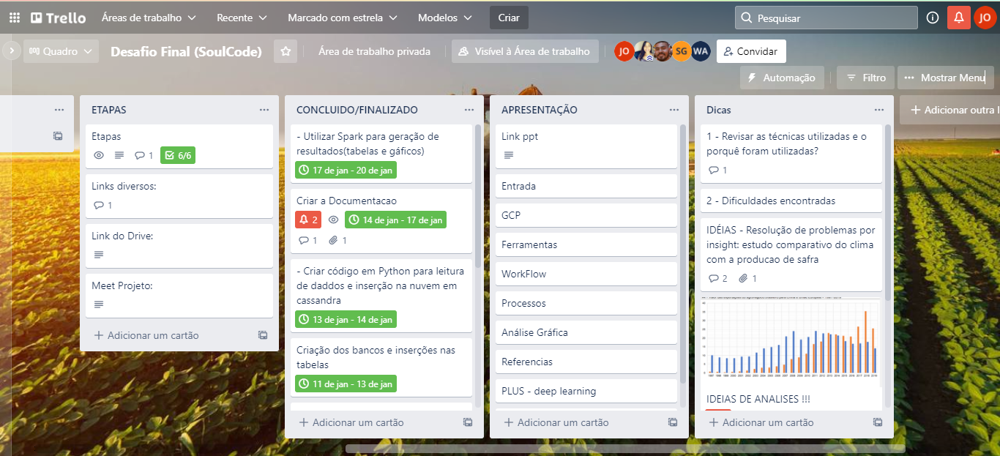 Trello
Áreas de trabalho
Recente
Marcado com estrela
Modelos
Criar
Pesquisar
JO
Quadro
Desafio Final (SoulCode)
Área de trabalho privada
Visível à Área de trabalho
JO
SG
WA
Convidar
Automação
Filtro
Mostrar Menu
ETAPAS
Etapas
1
6/6
Links diversos:
1
Link do Drive:
Meet Projeto:
Adicionar um cartão
CONCLUIDO/FINALIZADO
- Utilizar Spark para geração de
resultados(tabelas e gáficos)
17 de jan - 20 de jan
Criar a Documentacao
2
14 de jan - 17 de jan
1
1
- Criar código em Python para leitura
de daddos e inserção na nuvem em
cassandra
13 de jan - 14 de jan
Criação dos bancos e inserções nas
tabelas
11 de jan - 13 de jan
Adicionar um cartão
APRESENTAÇÃO
Link ppt
Entrada
GCP
Ferramentas
WorkFlow
Processos
Análise Gráfica
Referencias
PLUS - deep learning
Adicionar um cartão
Dicas
1 - Revisar as técnicas utilizadas e o
porquê foram utilizadas?
1
2 - Dificuldades encontradas
IDÉIAS - Resolução de problemas por
insight: estudo comparativo do clima
com a producao de safra
2
1
IDEIAS DE ANALISES !!!
Adicionar um cartão
Adicionar outra l